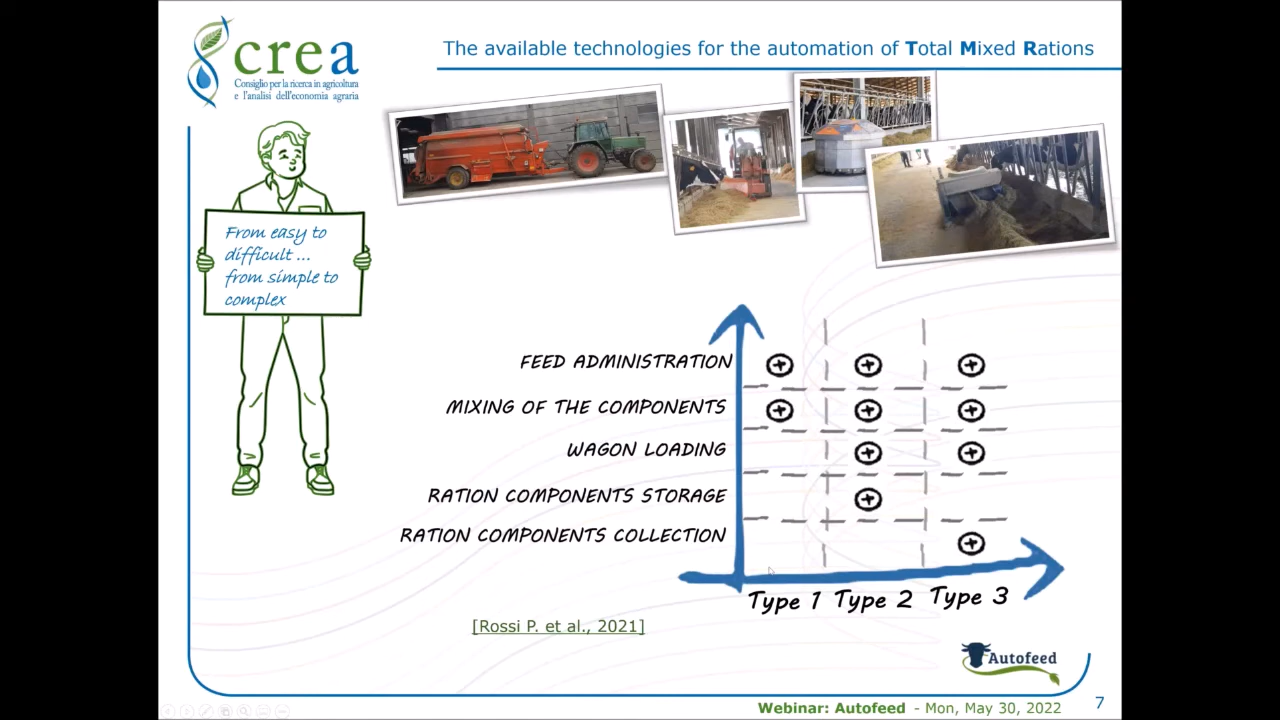 crea
Consiglio per la ricerca in agricoltura
e l'analisi dell'economia agraria
The available technologies for the automation of Total Mixed Rations
From easy to
difficult ...
from simple to
complex
FEED ADMINISTRATION
MIXING OF THE COMPONENTS
WAGON LOADING
RATION COMPONENTS STORAGE
RATION COMPONENTS COLLECTION
Type 1 Type 2 Type 3
[Rossi P. et al., 2021]
Autofeed
Webinar: Autofeed - Mon, May 30, 2022
7